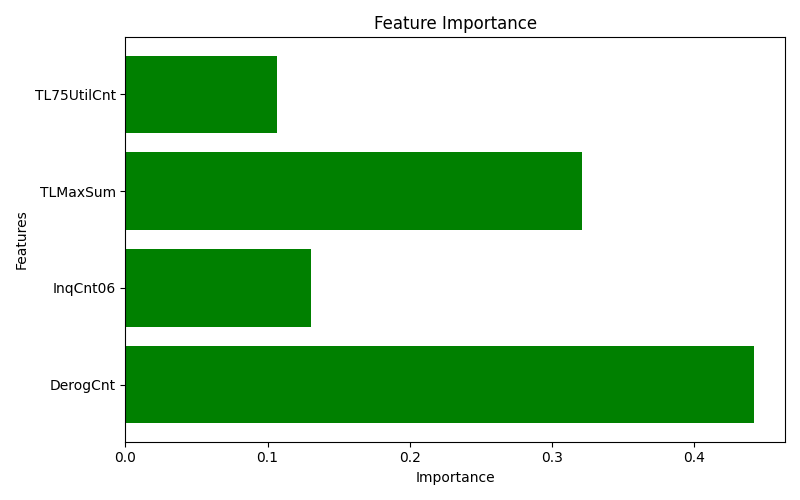 Feature Importance
TL75UtilCnt
TLMaxSum
InqCnt06
DerogCnt
Features
0.0 0.1 0.2 0.3 0.4
Importance